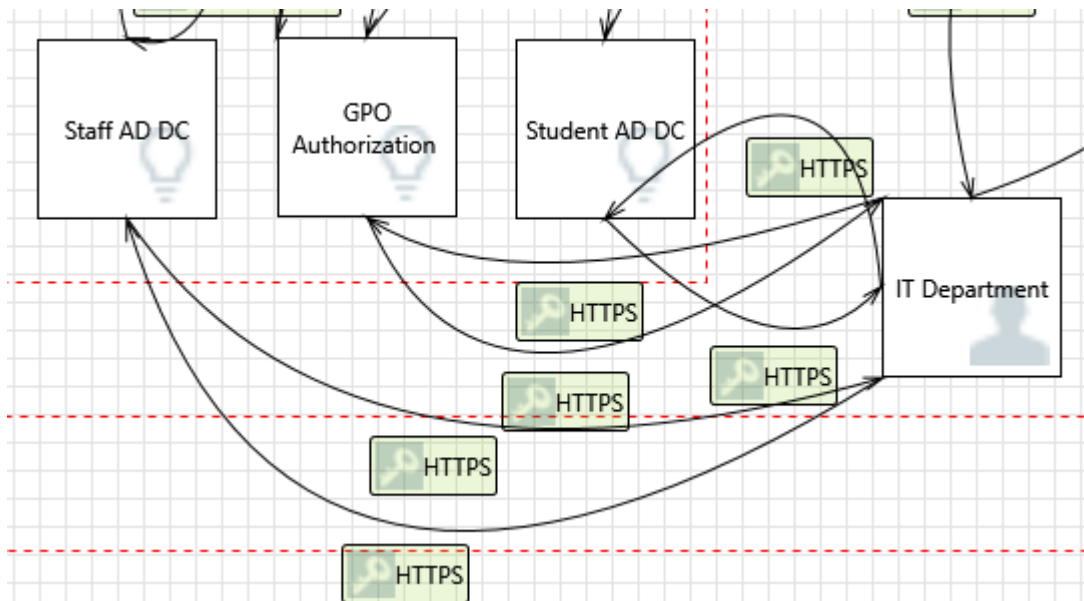 Staff AD DC
GPO
Authorization
Student AD DC
HTTPS
IT Department
HTTPS
HTTPS
HTTPS
HTTPS
HTTPS